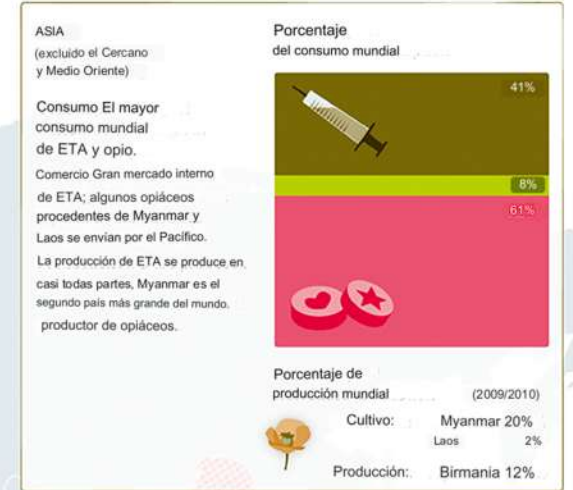 ASIA
(excluido el Cercano
y Medio Oriente)
Consumo El mayor
consumo mundial
de ETA y opio.
Comercio Gran mercado interno
de ETA; algunos opiáceos
procedentes de Myanmar y
Laos se envían por el Pacífico.
La producción de ETA se produce en
casi todas partes, Myanmar es el
segundo país más grande del mundo.
productor de opiáceos.
Porcentaje
del consumo mundial
41%
8%
61%
Porcentaje de
producción mundial (2009/2010)
Cultivo: Myanmar 20%
Laos 2%
Producción: Birmania 12%